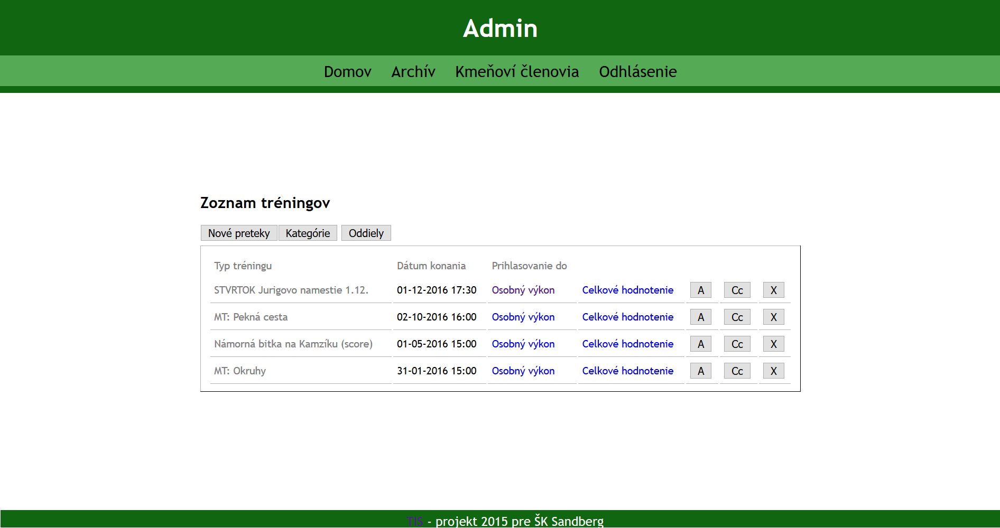 Admin
Domov Archív Kmeňoví členovia Odhlásenie
Zoznam tréningov
Nové preteky Kategórie Oddiely
Typ tréningu Dátum konania Prihlasovanie do
STVRTOK Jurigovo namestie 1.12. 01-12-2016 17:30 Osobný výkon Celkové hodnotenie A Cc X
MT: Pekná cesta 02-10-2016 16:00 Osobný výkon Celkové hodnotenie A Cc X
Námorná bitka na Kamzíku (score) 01-05-2016 15:00 Osobný výkon Celkové hodnotenie A Cc X
MT: Okruhy 31-01-2016 15:00 Osobný výkon Celkové hodnotenie A Cc X
TIS - projekt 2015 pre ŠK Sandberg